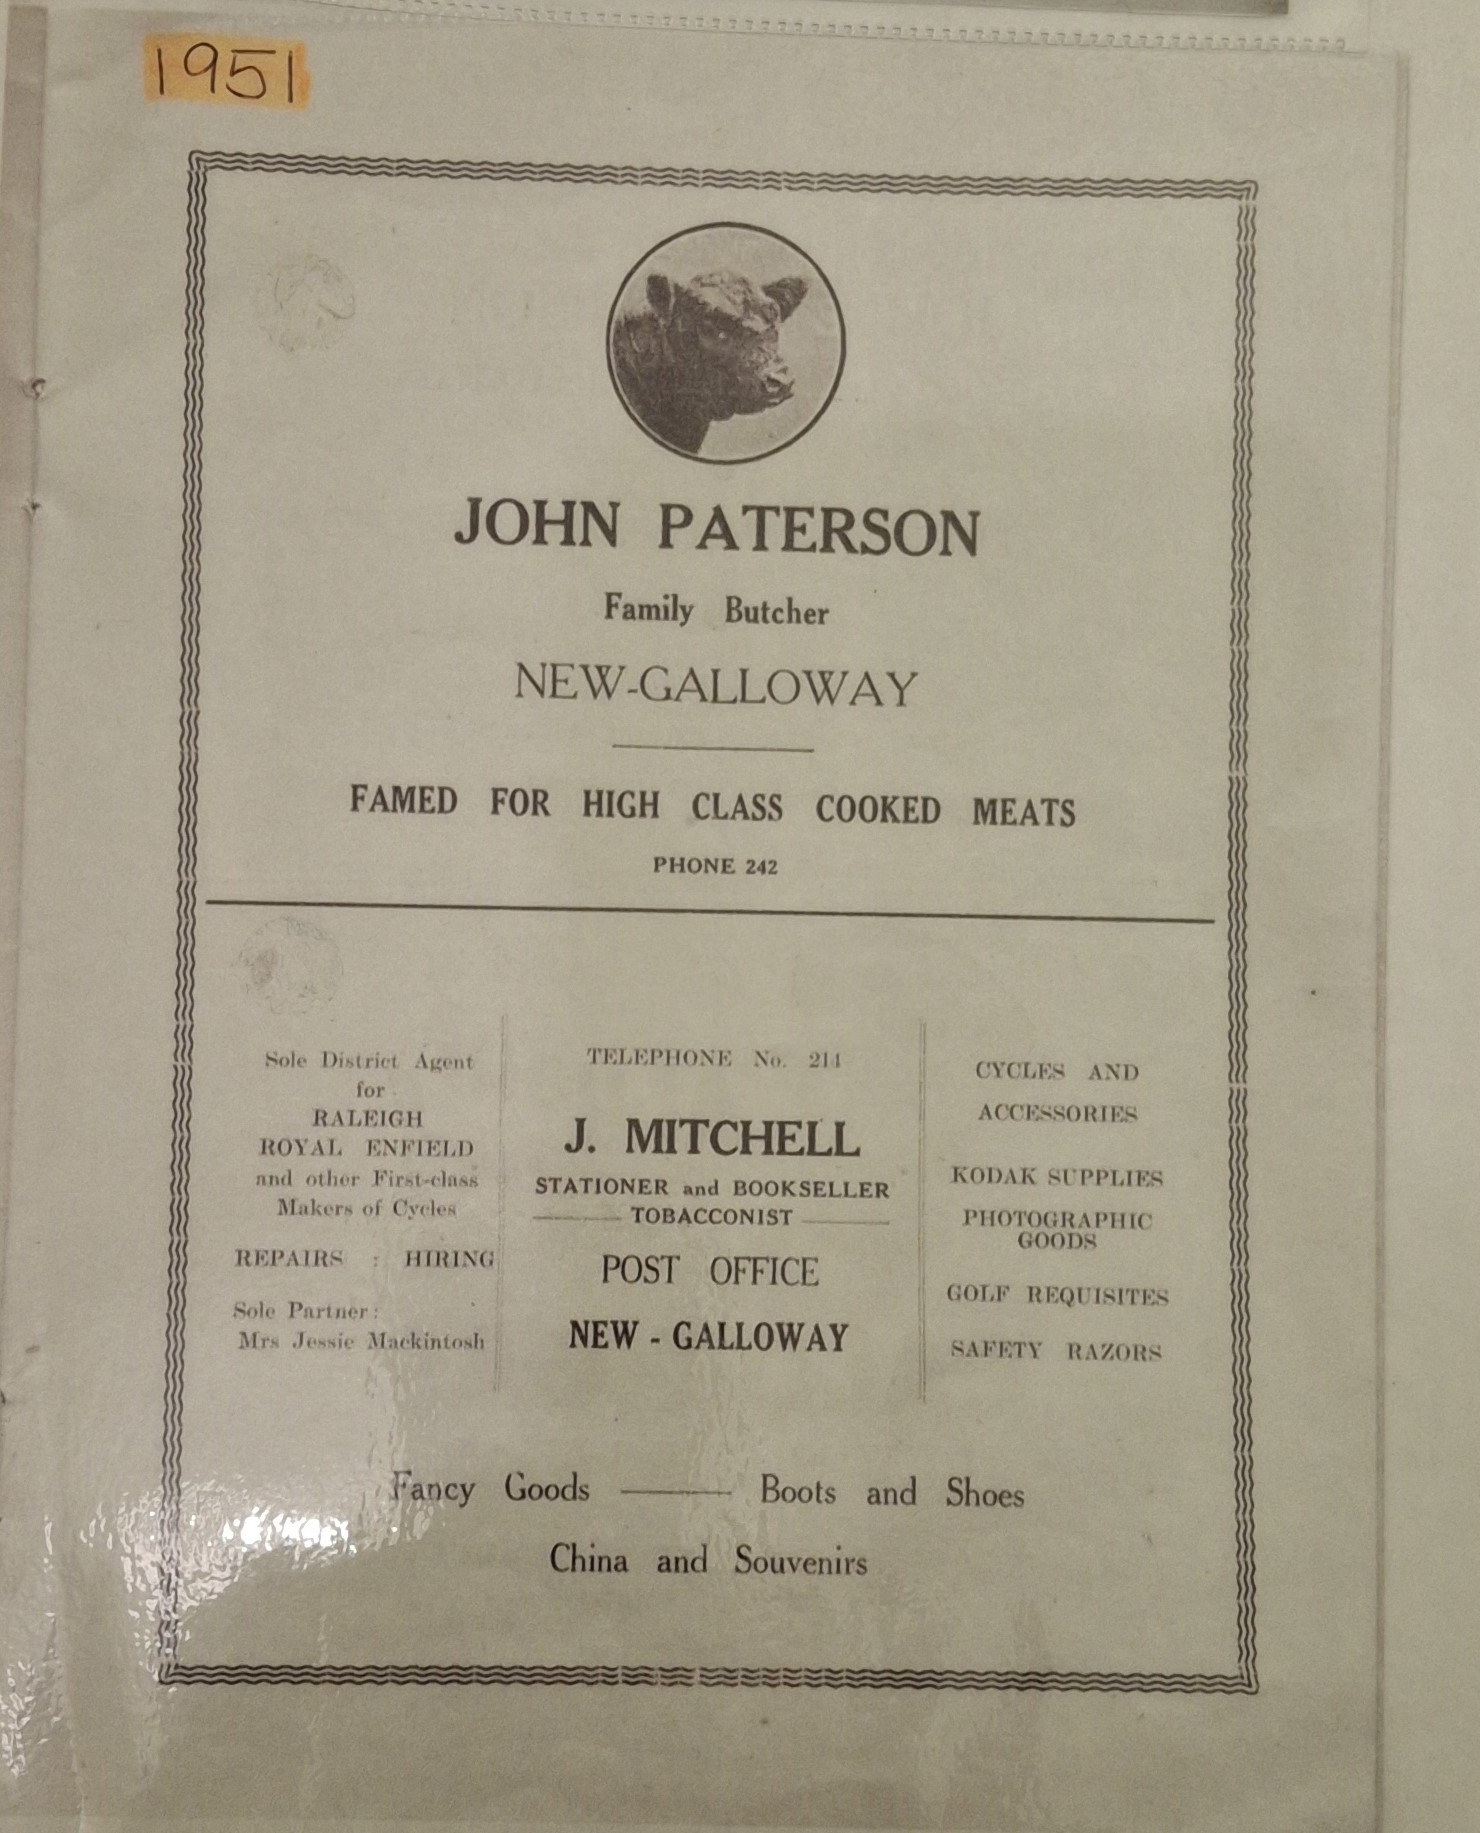 1951
JOHN PATERSON
Family Butcher
NEW-GALLOWAY
FAMED FOR HIGH CLASS COOKED MEATS
PHONE 242
Sole District Agent
for
RALEIGH
ROYAL ENFIELD
and other First-class
Makers of Cycles
REPAIRS : HIRING
Sole Partner:
Mrs Jessie Mackintosh
TELEPHONE No. 214
J. MITCHELL
STATIONER and BOOKSELLER
TOBACCONIST
POST OFFICE
NEW - GALLOWAY
CYCLES AND
ACCESSORIES
KODAK SUPPLIES
PHOTOGRAPHIC
GOODS
GOLF REQUISITES
SAFETY RAZORS
Fancy Goods —— Boots and Shoes
China and Souvenirs